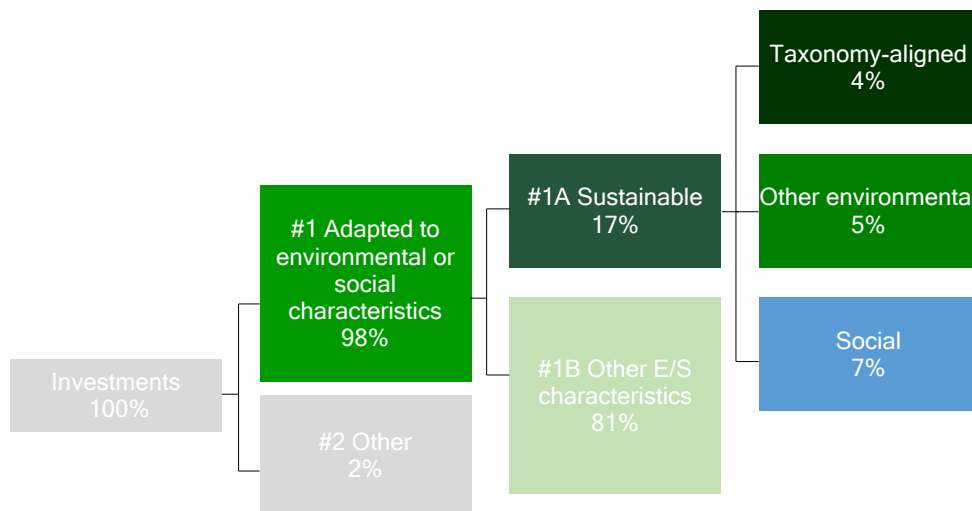 Investments
100%
#1 Adapted to
environmental or
social
characteristics
98%
#2 Other
2%
#1A Sustainable
17%
#1B Other E/S
characteristics
81%
Taxonomy-aligned
4%
Other environmenta
5%
Social
7%